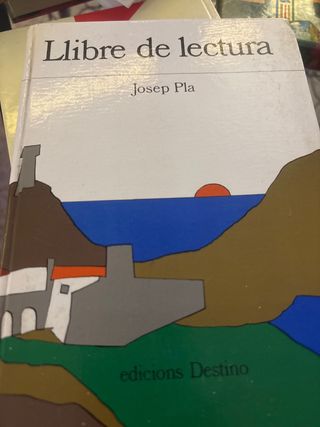 Llibre de lectura
Josep Pla
edicions Destino